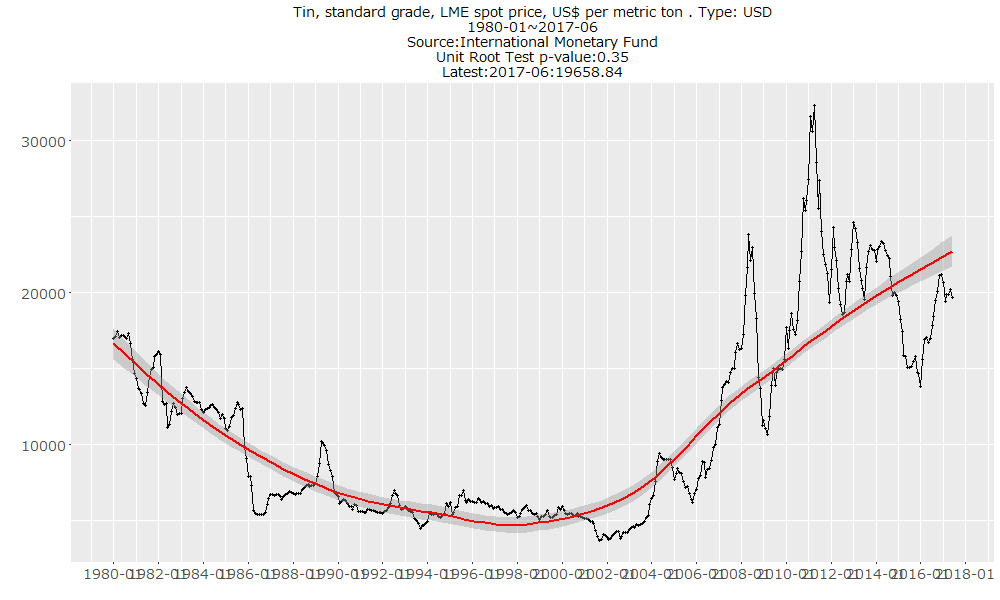 Tin, standard grade, LME spot price, US$ per metric ton . Type: USD
1980-01~2017-06
Source:International Monetary Fund
Unit Root Test p-value:0.35
Latest:2017-06:19658.84
30000
20000
10000
1980-01 1982-01 1984-01 1986-01 1988-01 1990-01 1992-01 1994-01 1996-01 1998-01 2000-01 2002-01 2004-01 2006-01 2008-01 2010-01 2012-01 2014-01 2016-01 2018-01